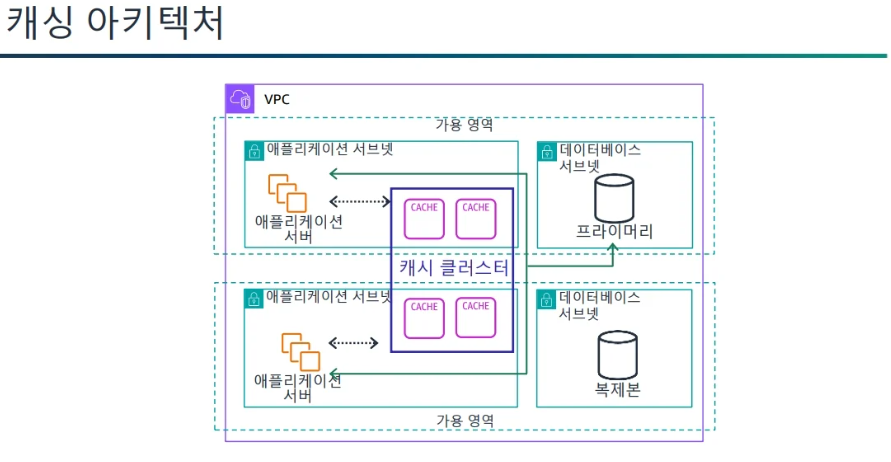 캐싱 아키텍처
VPC
가용 영역
애플리케이션 서브넷
애플리케이션
서버
CACHE
CACHE
데이터베이스
서브넷
프라이머리
캐시 클러스터
애플리케이션 서브넷
애플리케이션
서버
CACHE
CACHE
데이터베이스
서브넷
복제본
가용 영역